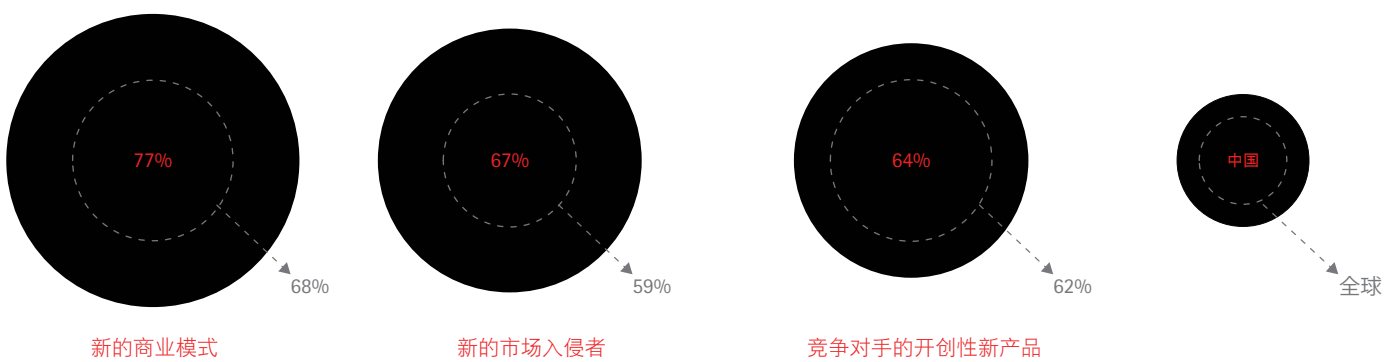 77%
68%
新的商业模式
67%
59%
新的市场入侵者
64%
62%
竞争对手的开创性新产品
中国
全球